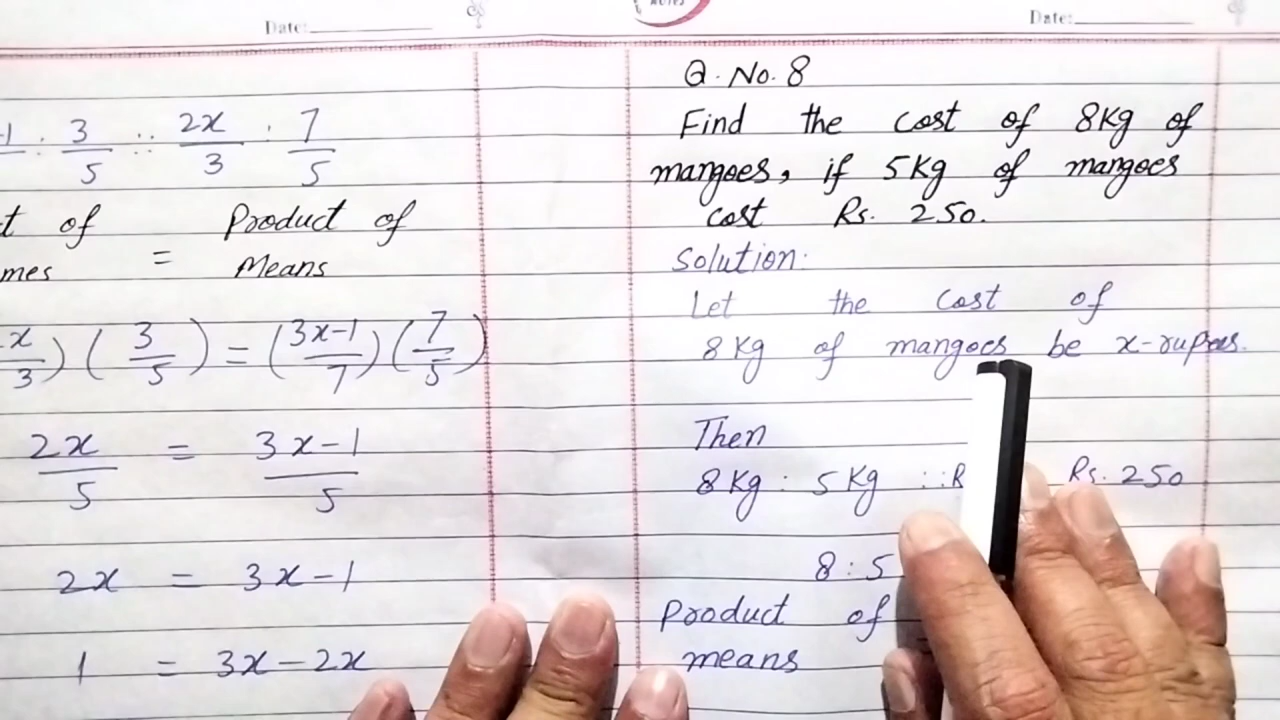 Date:
-1 : 3/5 :: 2x/3 : 7/5
t of = Product of
mes Means
x/3) ( 3/5 ) = ( 3x-1/7 ) ( 7/5 )
2x/5 = 3x-1/5
2x = 3x-1
1 = 3x-2x
Date:
Q. No. 8
Find the cost of 8Kg of
mangoes, if 5Kg of mangoes
cost Rs. 250.
Solution:
Let the cost of
8Kg of mangoes be x-rupees.
Then
8Kg : 5Kg :: R Rs. 250
8 : 5
Product of
means